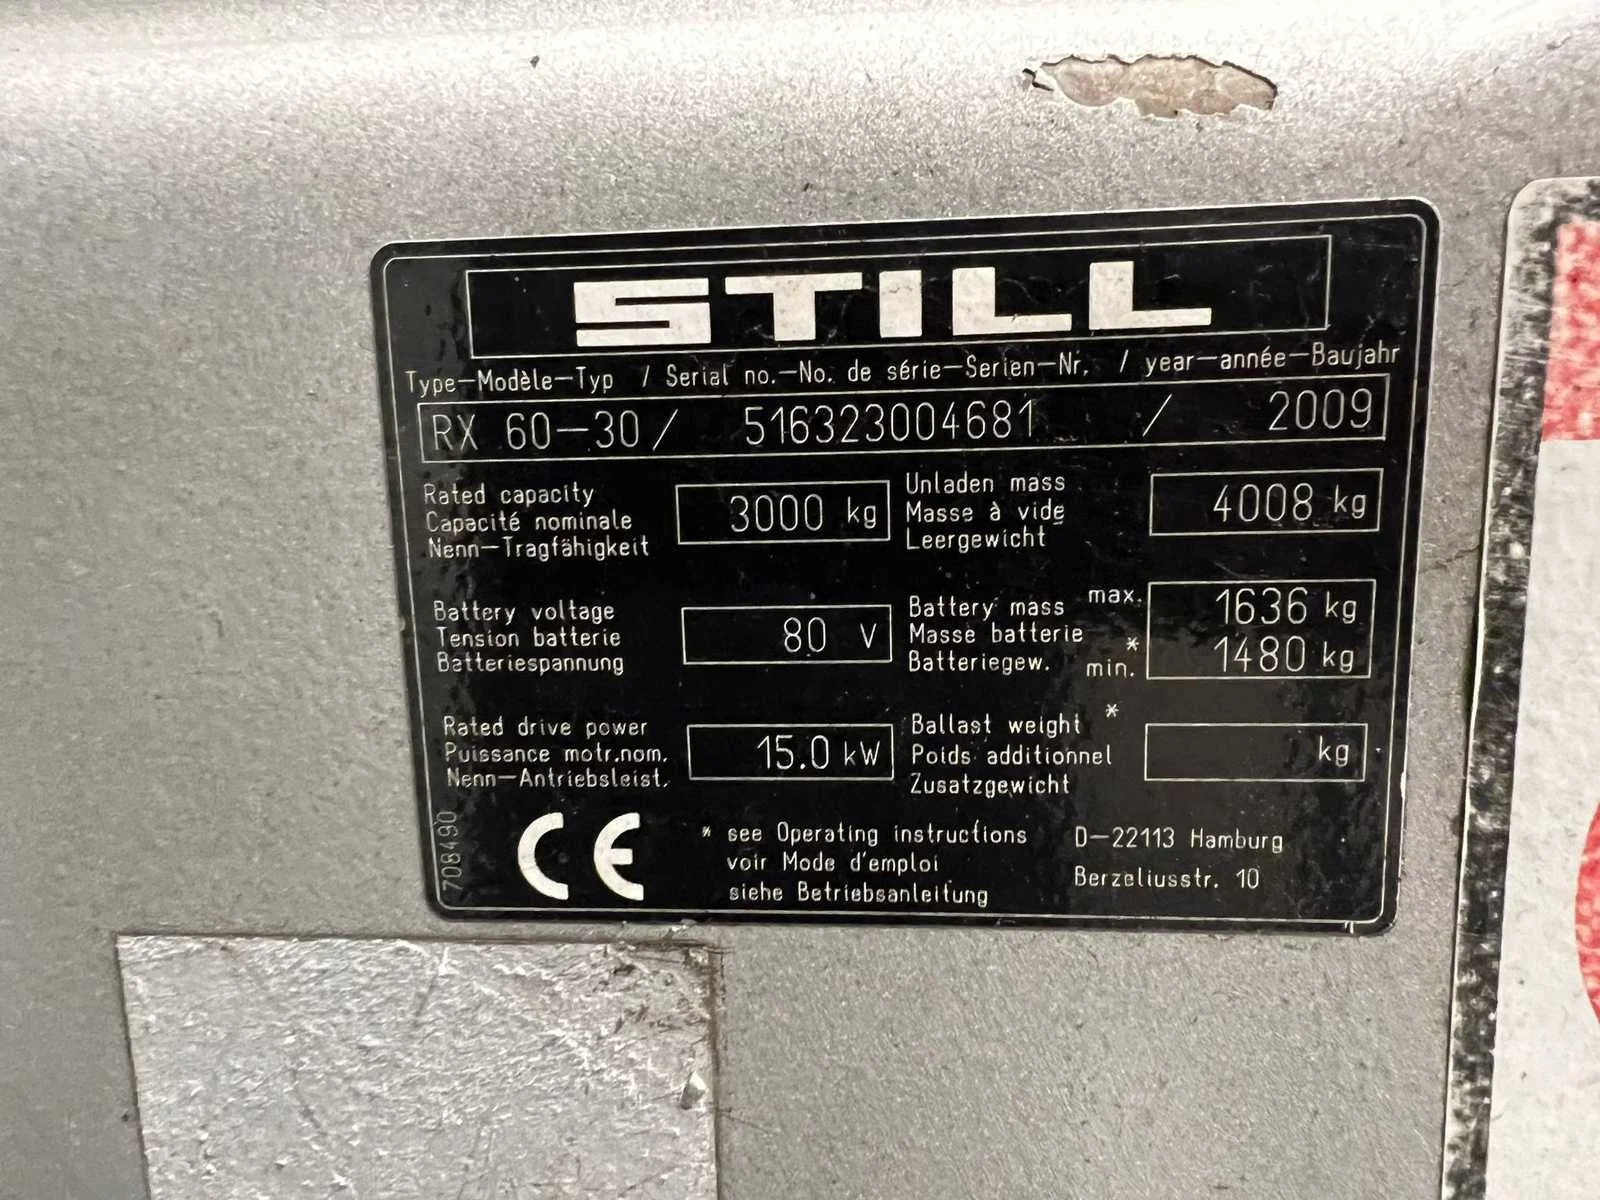 STILL
Type-Modèle-Typ / Serial no.-No. de série-Serien-Nr. / year-année-Baujahr
RX 60-30 / 516323004681 / 2009
Rated capacity
Capacité nominale
Nenn-Tragfähigkeit
3000 kg
Unladen mass
Masse à vide
Leergewicht
4008 kg
Battery voltage
Tension batterie
Batteriespannung
80 V
Battery mass max. 1636 kg
Masse batterie *
Batteriegew. min. 1480 kg
Rated drive power
Puissance motr.nom.
Nenn-Antriebsleist.
15.0 kW
Ballast weight *
Poids additionnel
Zusatzgewicht
kg
708490
CE
* see Operating instructions
voir Mode d'emploi
siehe Betriebsanleitung
D-22113 Hamburg
Berzeliusstr. 10